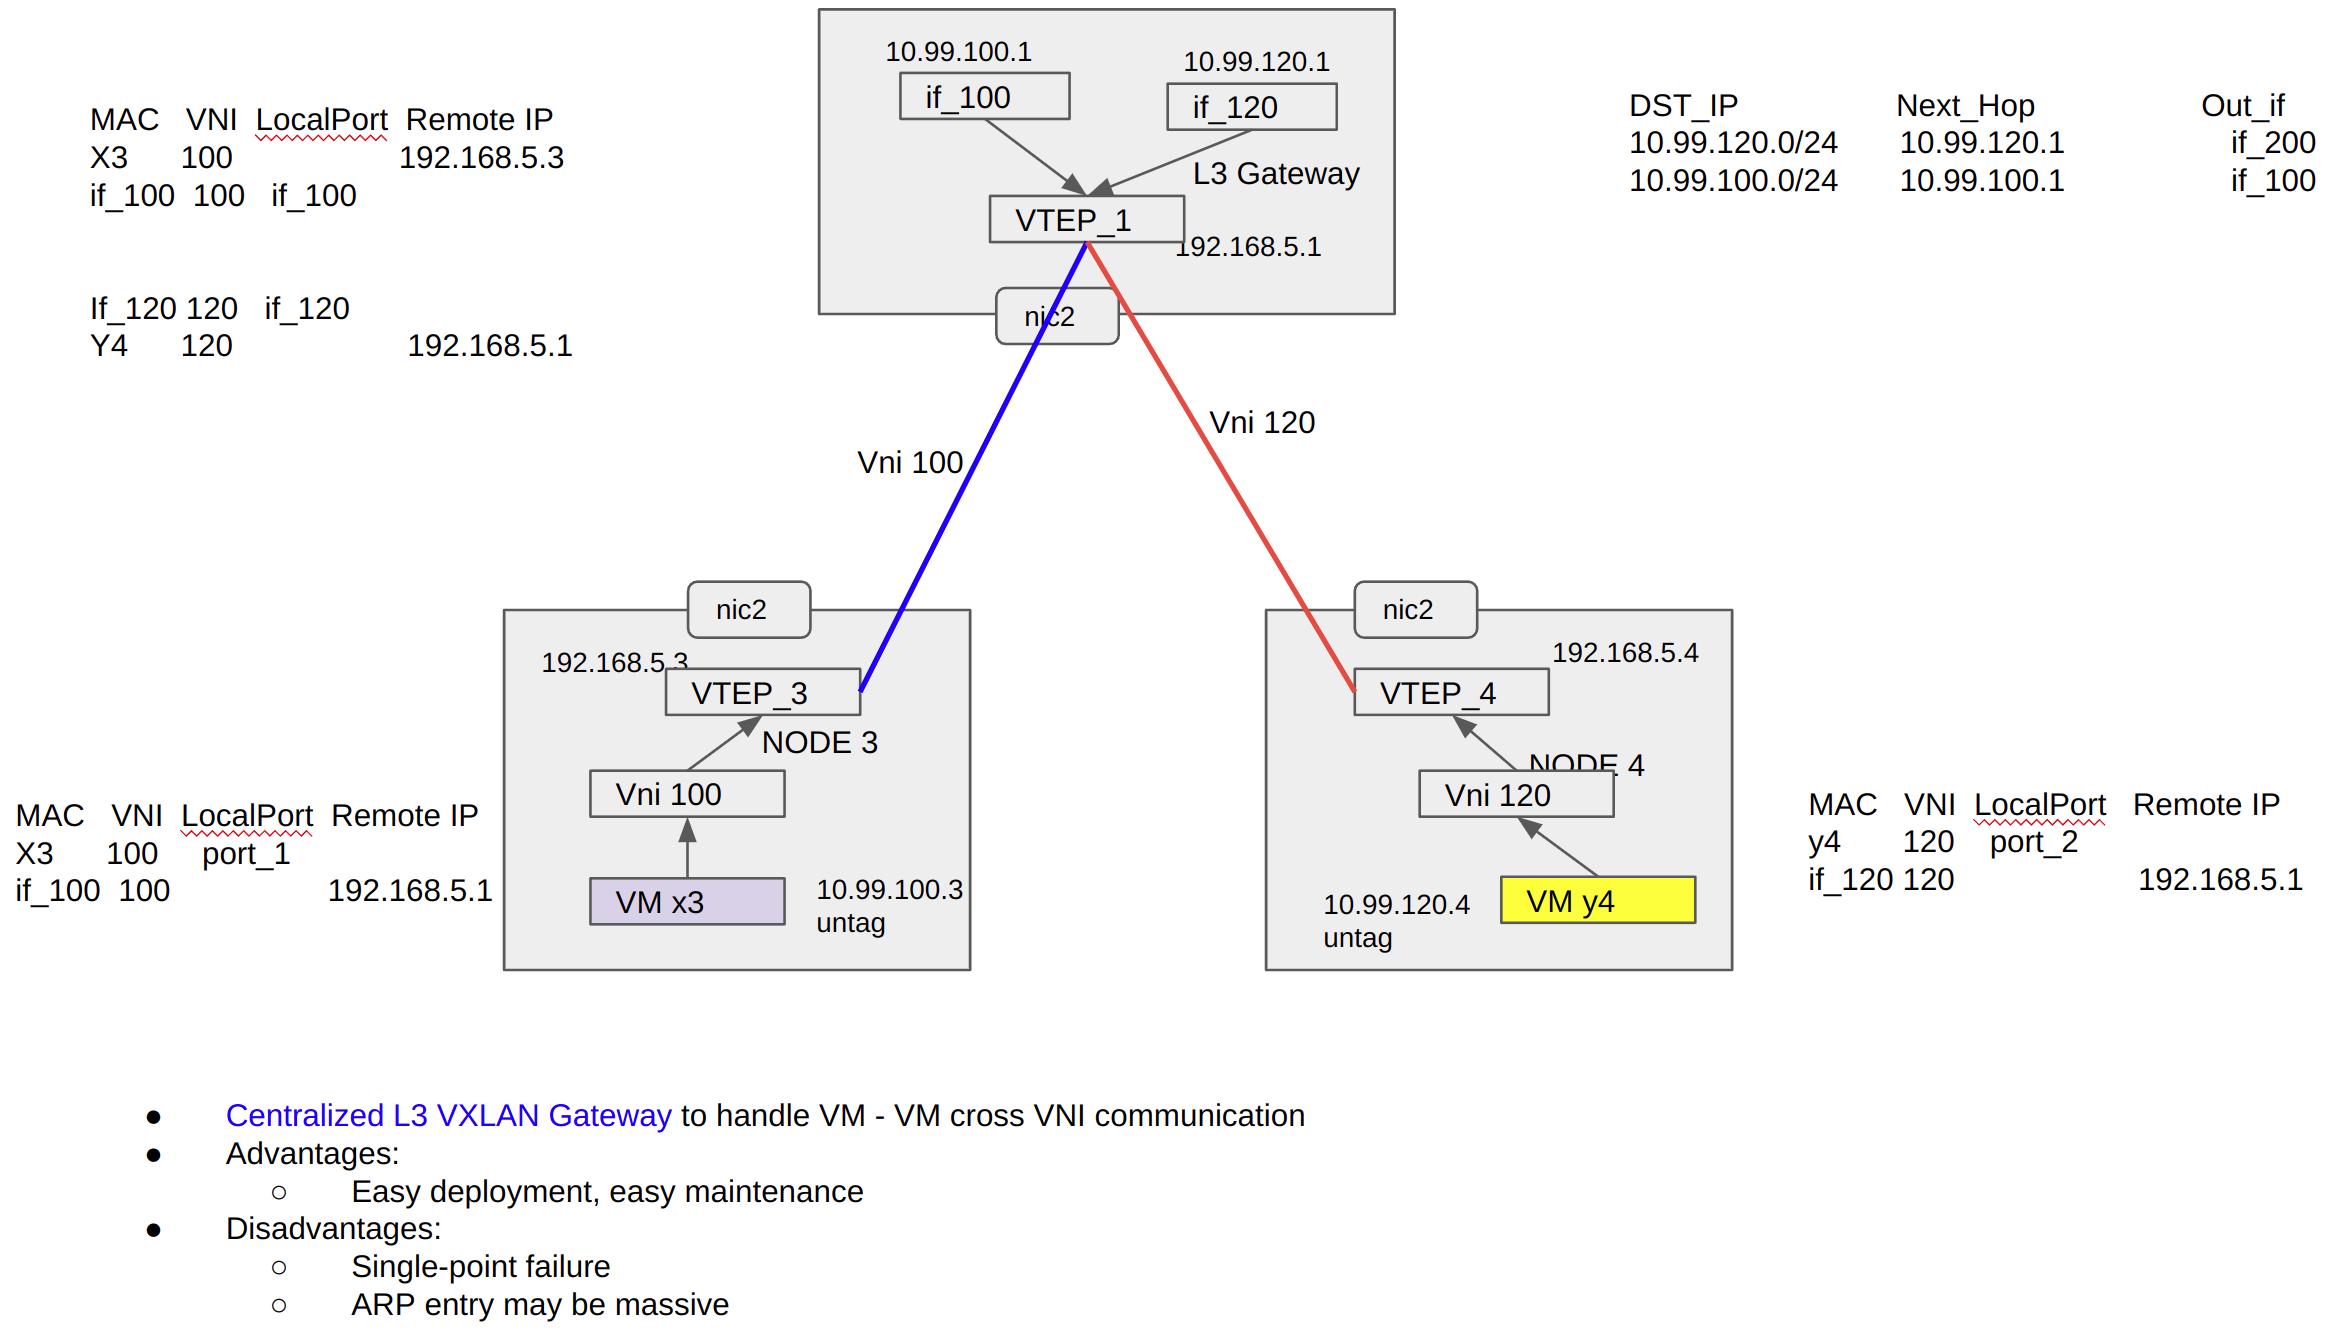 10.99.100.1
10.99.120.1
if_100
if_120
L3 Gateway
VTEP_1
192.168.5.1
nic2
MAC VNI LocalPort Remote IP
X3 100 192.168.5.3
if_100 100 if_100
If_120 120 if_120
Y4 120 192.168.5.1
DST_IP Next_Hop Out_if
10.99.120.0/24 10.99.120.1 if_200
10.99.100.0/24 10.99.100.1 if_100
Vni 120
Vni 100
nic2
192.168.5.3
VTEP_3
NODE 3
Vni 100
VM x3
10.99.100.3
untag
nic2
192.168.5.4
VTEP_4
NODE 4
Vni 120
VM y4
10.99.120.4
untag
MAC VNI LocalPort Remote IP
X3 100 port_1
if_100 100 192.168.5.1
MAC VNI LocalPort Remote IP
y4 120 port_2
if_120 120 192.168.5.1
● Centralized L3 VXLAN Gateway to handle VM - VM cross VNI communication
● Advantages:
○ Easy deployment, easy maintenance
● Disadvantages:
○ Single-point failure
○ ARP entry may be massive